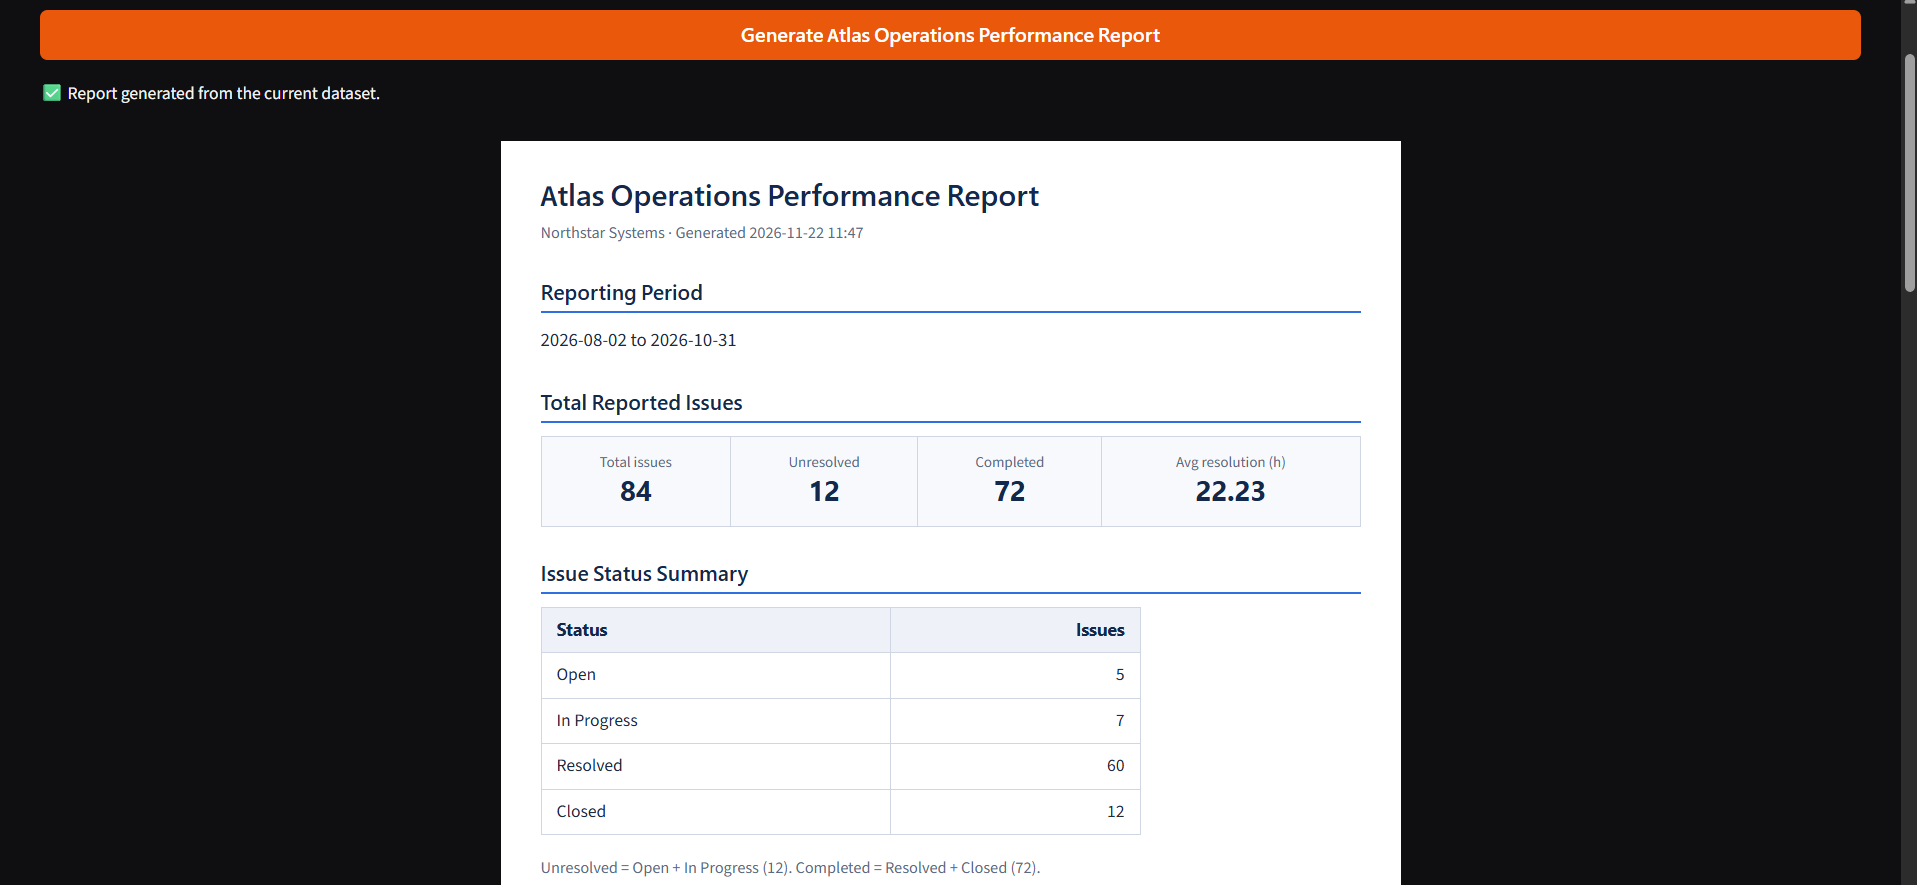 Generate Atlas Operations Performance Report
✅ Report generated from the current dataset.
Atlas Operations Performance Report
Northstar Systems · Generated 2026-11-22 11:47
Reporting Period
2026-08-02 to 2026-10-31
Total Reported Issues
Total issues Unresolved Completed Avg resolution (h)
84 12 72 22.23
Issue Status Summary
Status Issues
Open 5
In Progress 7
Resolved 60
Closed 12
Unresolved = Open + In Progress (12). Completed = Resolved + Closed (72).